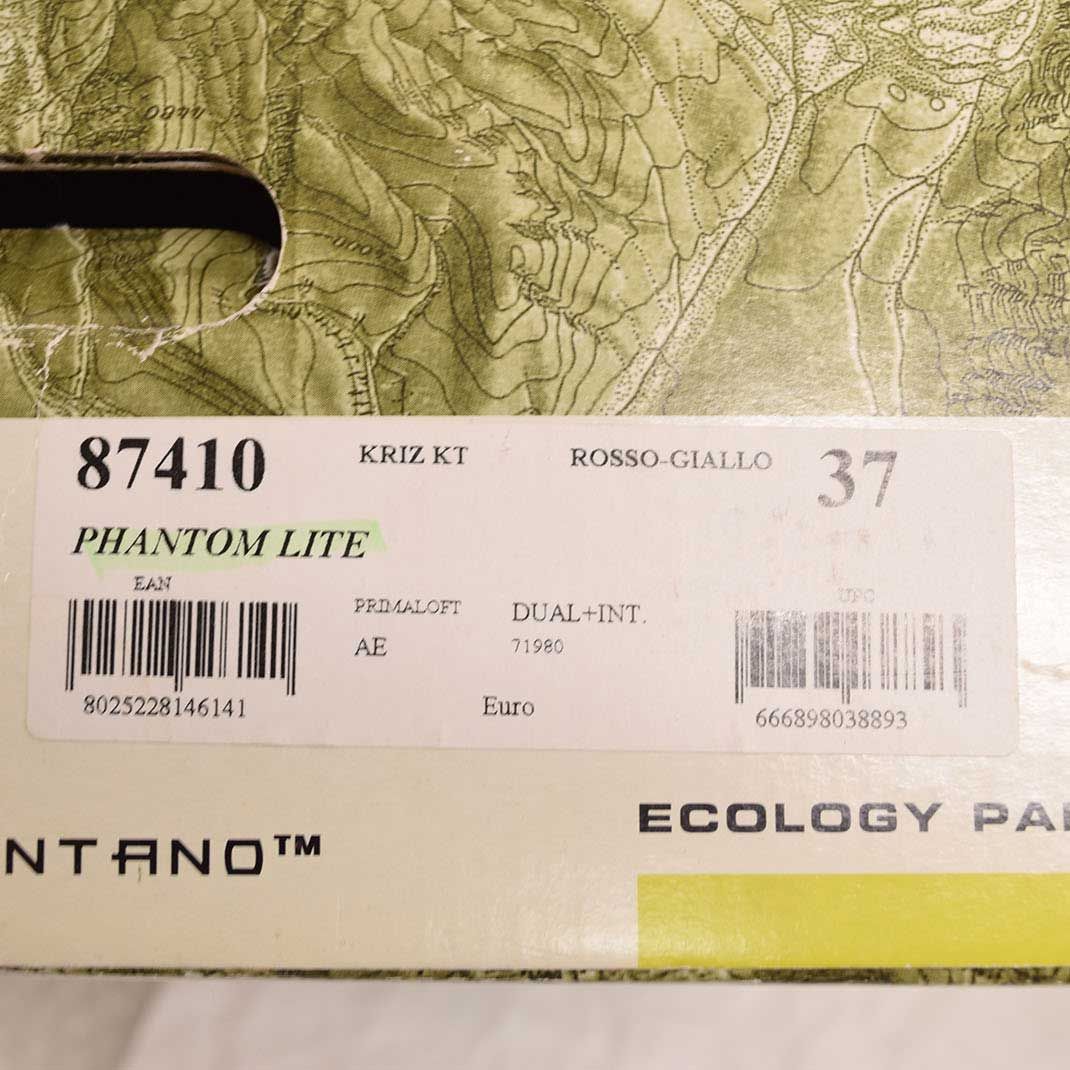 87410 KRIZ KT ROSSO-GIALLO 37
PHANTOM LITE
EAN UPC
PRIMALOFT DUAL+INT.
AE 71980
8025228146141 Euro 666898038893
NTANO™
ECOLOGY PA